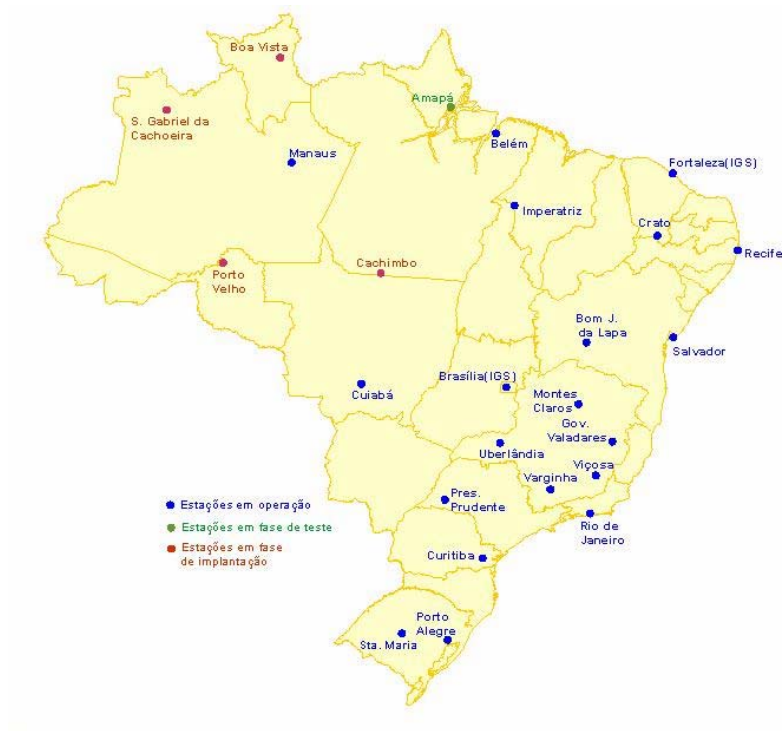 Boa Vista
Amapá
S. Gabriel da
Cachoeira
Belém
Manaus
Fortaleza(IGS)
Imperatriz
Crato
Recife
Cachimbo
Porto
Velho
Bom J.
da Lapa
Salvador
Brasília(IGS)
Cuiabá
Montes
Claros
Gov.
Valadares
Uberlândia
Viçosa
Varginha
Pres.
Prudente
Rio de
Janeiro
Estações em operação
Estações em fase de teste
Estações em fase
de implantação
Curitiba
Porto
Alegre
Sta. Maria